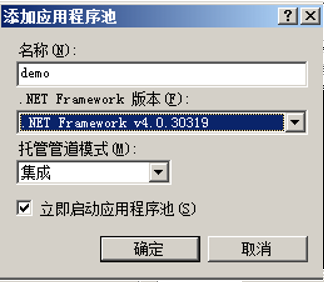 添加应用程序池
名称(N):
demo
.NET Framework 版本(F):
.NET Framework v4.0.30319
托管管道模式(M):
集成
立即启动应用程序池(S)
确定
取消